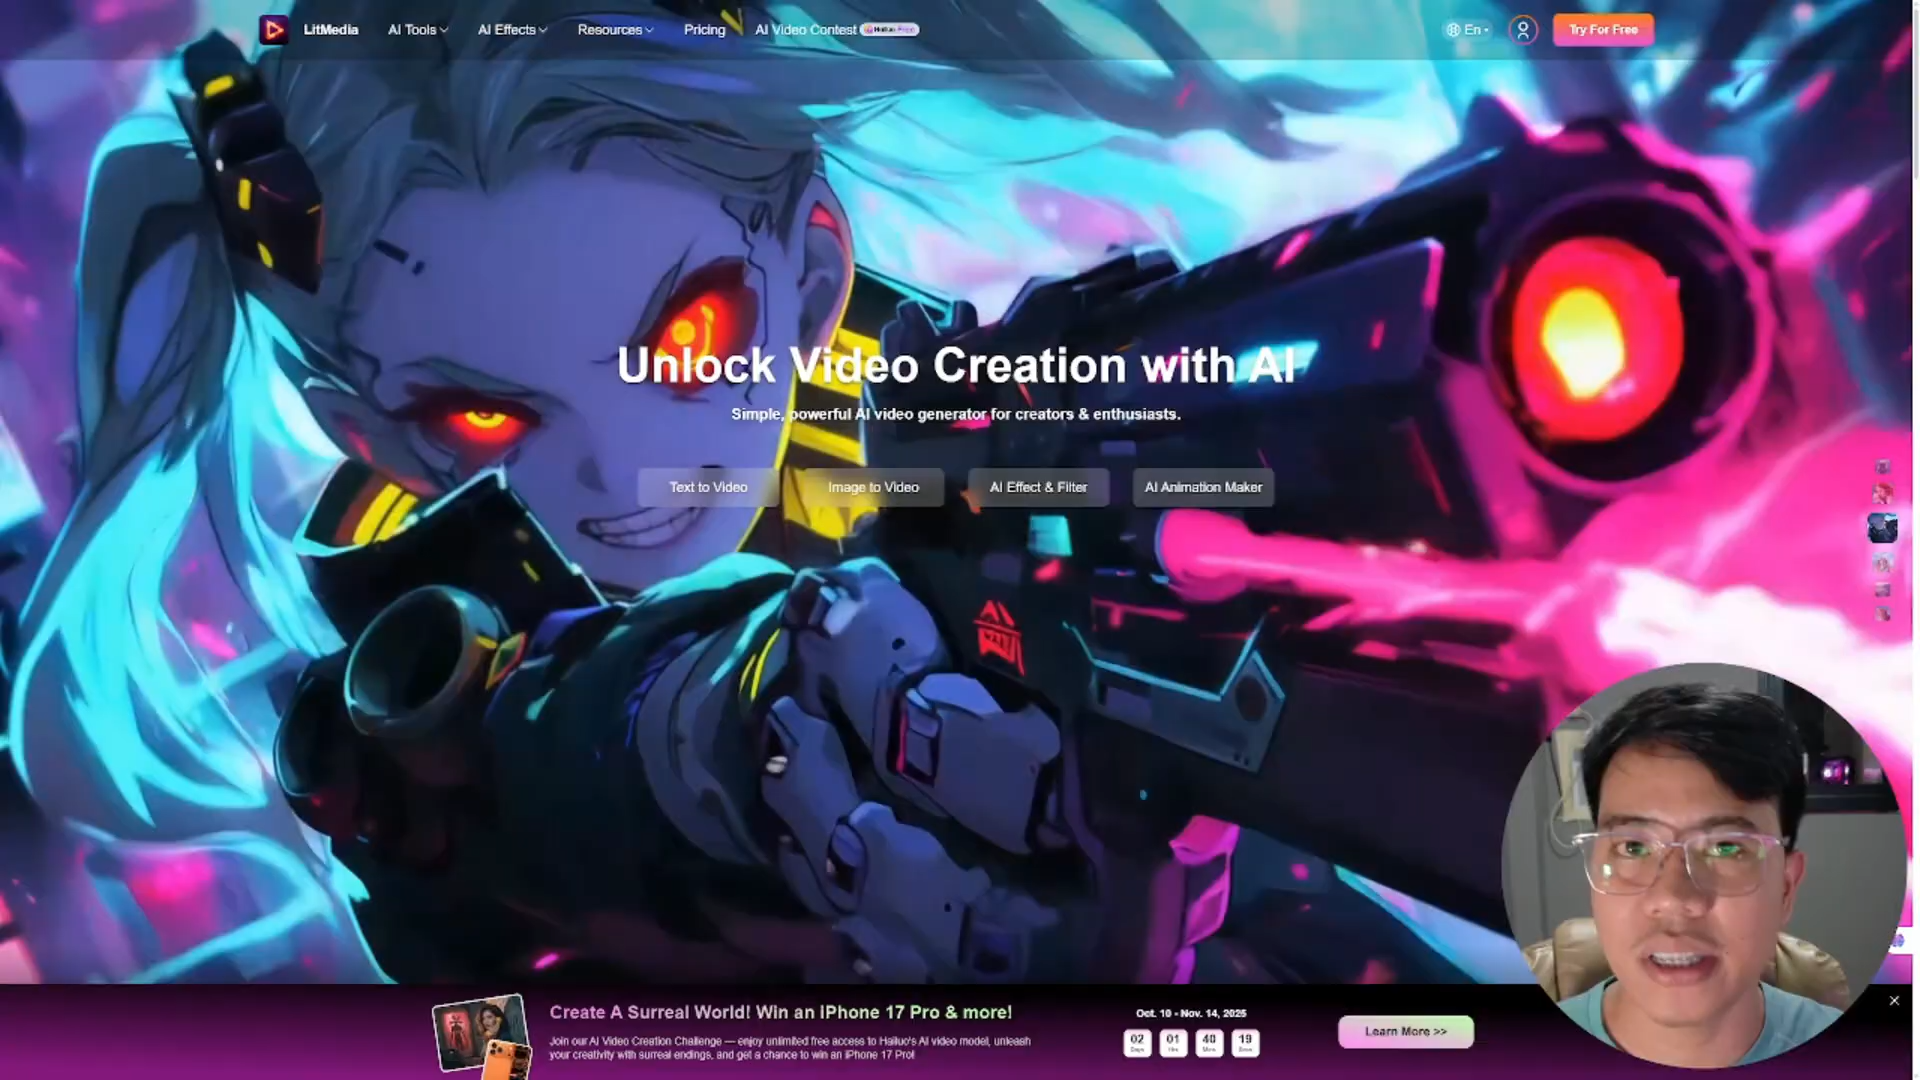 LitMedia
AI Tools
AI Effects
Resources
Pricing
AI Video Contest
En
Try For Free
Unlock Video Creation with AI
Simple, powerful AI video generator for creators & enthusiasts.
Text to Video
Image to Video
AI Effect & Filter
AI Animation Maker
Create A Surreal World! Win an iPhone 17 Pro & more!
Join our AI Video Creation Challenge — enjoy unlimited free access to Hailuo's AI video model, unleash
your creativity with surreal endings, and get a chance to win an iPhone 17 Pro!
Oct. 10 - Nov. 14, 2025
02 01 40 19
Learn More >>